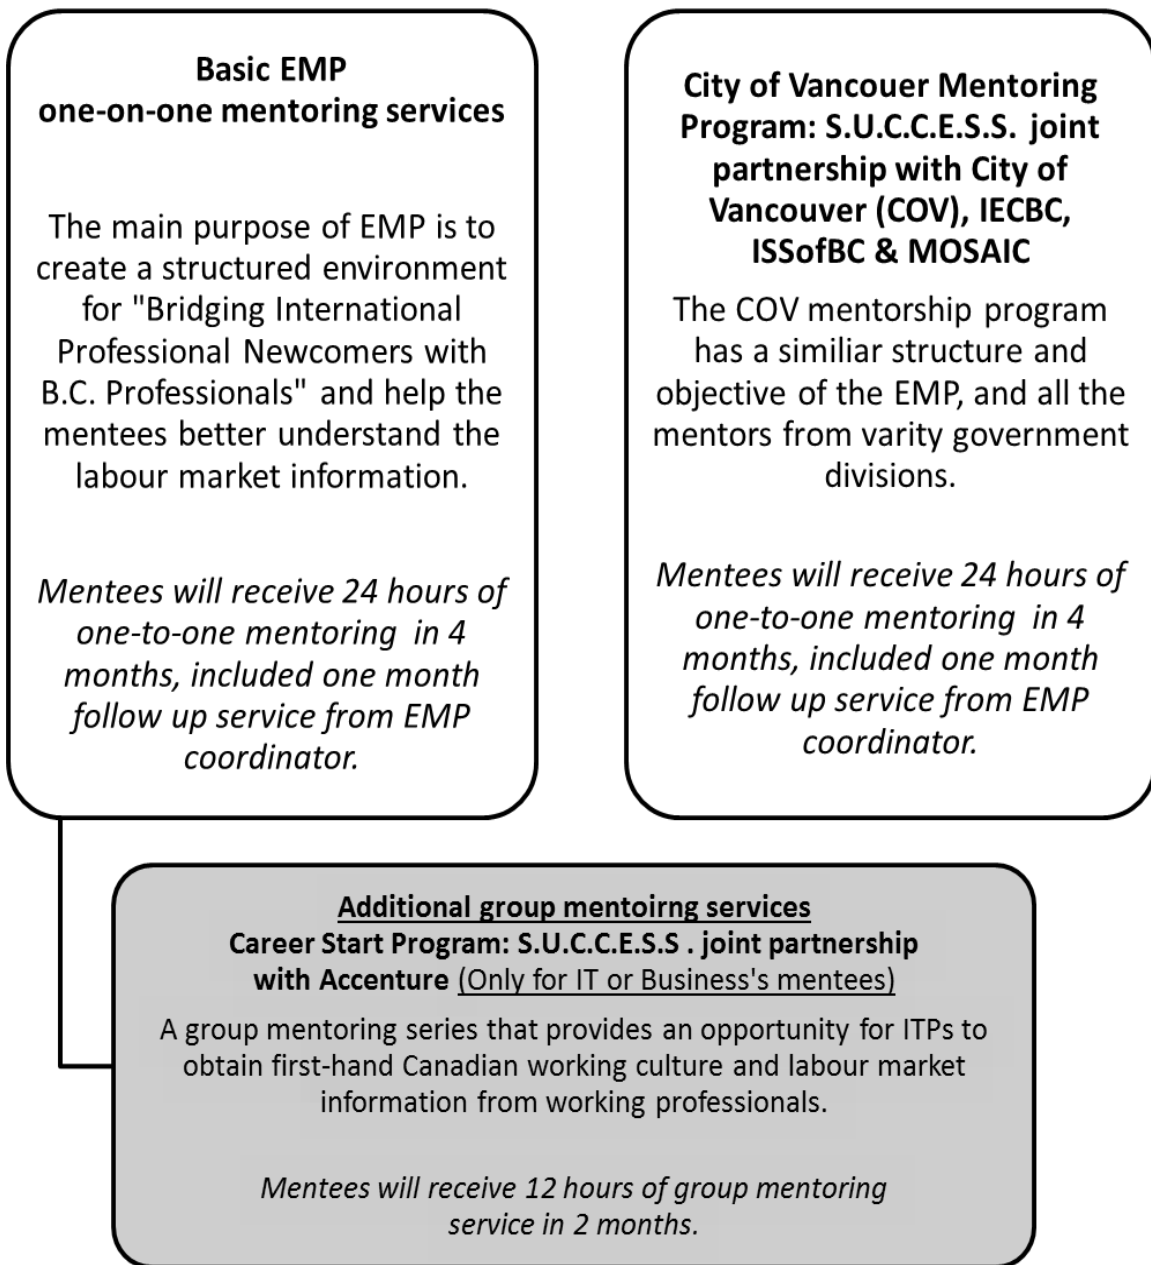 Basic EMP
one-on-one mentoring services
The main purpose of EMP is to
create a structured environment
for "Bridging International
Professional Newcomers with
B.C. Professionals" and help the
mentees better understand the
labour market information.
Mentees will receive 24 hours of
one-to-one mentoring  in 4
months, included one month
follow up service from EMP
coordinator.
City of Vancouer Mentoring
Program: S.U.C.C.E.S.S. joint
partnership with City of
Vancouver (COV), IECBC,
ISSofBC & MOSAIC
The COV mentorship program
has a similiar structure and
objective of the EMP, and all the
mentors from varity government
divisions.
Mentees will receive 24 hours of
one-to-one mentoring  in 4
months, included one month
follow up service from EMP
coordinator.
Additional group mentoirng services
Career Start Program: S.U.C.C.E.S.S . joint partnership
with Accenture (Only for IT or Business's mentees)
A group mentoring series that provides an opportunity for ITPs to
obtain first-hand Canadian working culture and labour market
information from working professionals.
Mentees will receive 12 hours of group mentoring
service in 2 months.